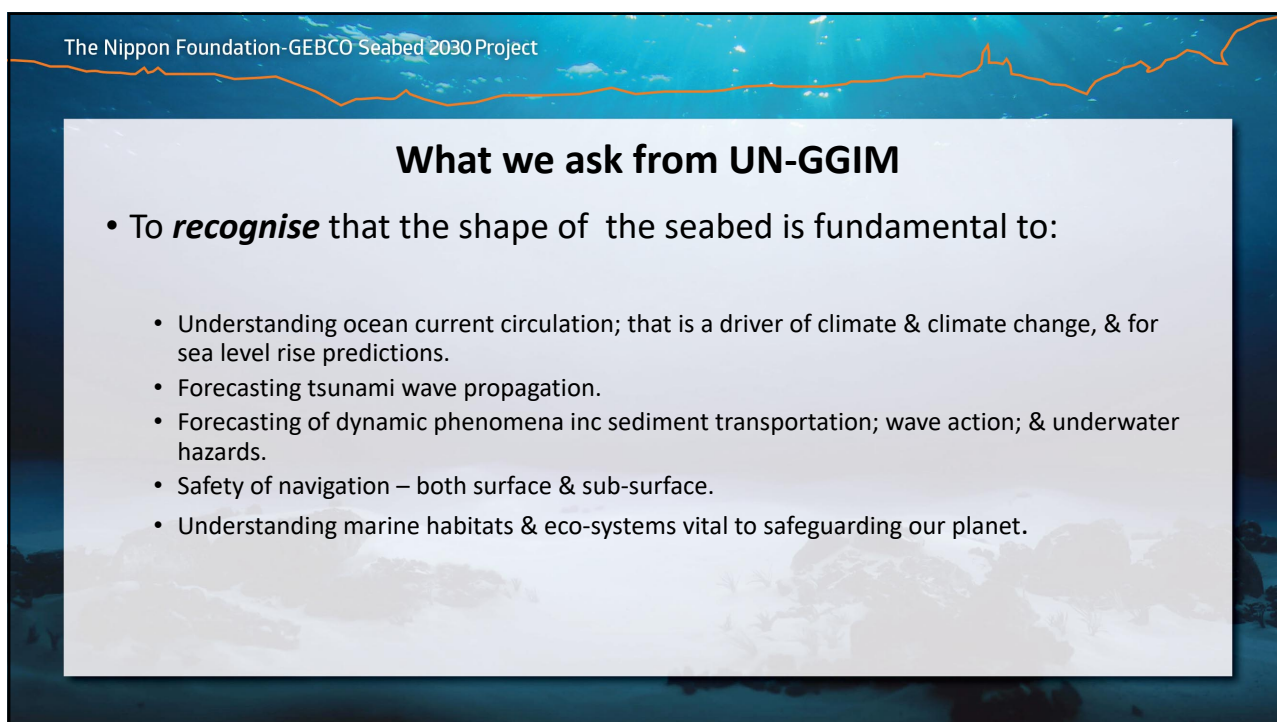 The Nippon Foundation-GEBCO Seabed 2030 Project
What we ask from UN-GGIM
• To recognise that the shape of the seabed is fundamental to:
• Understanding ocean current circulation; that is a driver of climate & climate change, & for
sea level rise predictions.
• Forecasting tsunami wave propagation.
• Forecasting of dynamic phenomena inc sediment transportation; wave action; & underwater
hazards.
• Safety of navigation – both surface & sub-surface.
• Understanding marine habitats & eco-systems vital to safeguarding our planet.